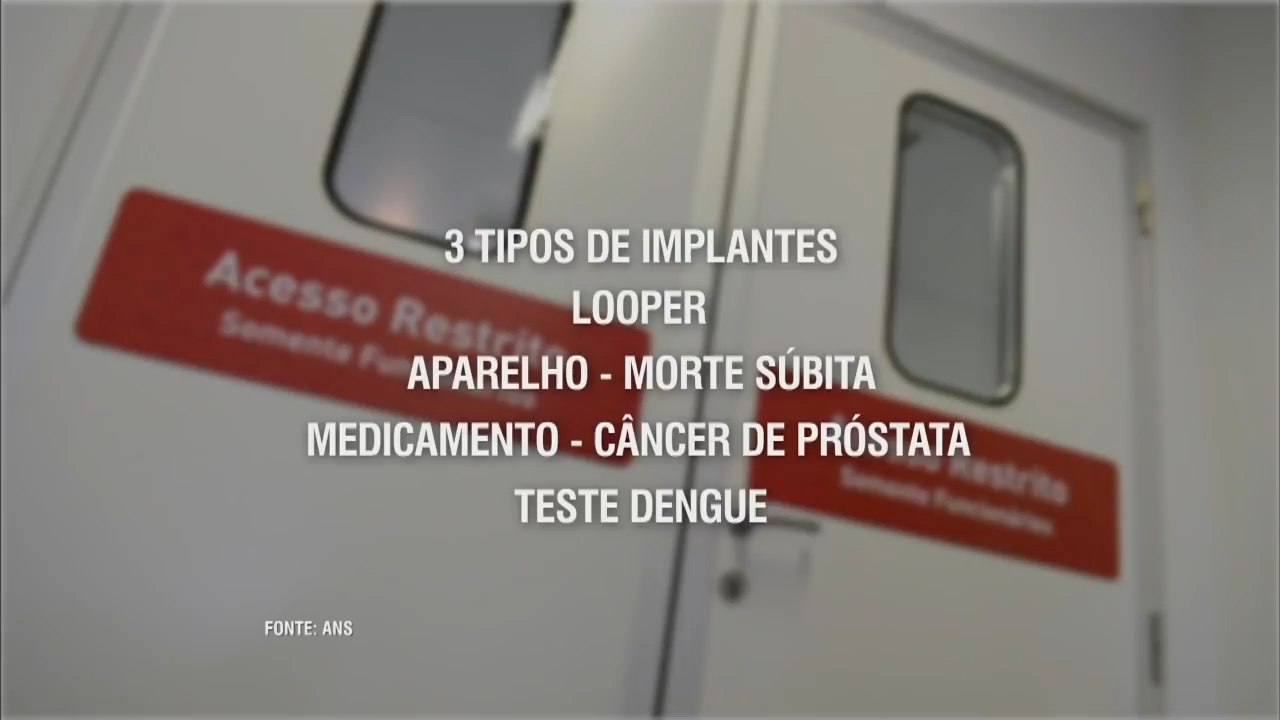 3 TIPOS DE IMPLANTES
LOOPER
APARELHO - MORTE SÚBITA
MEDICAMENTO - CÂNCER DE PRÓSTATA
TESTE DENGUE
FONTE: ANS
Acesso Restrito
Somente
Restrito
Somente Funcionários